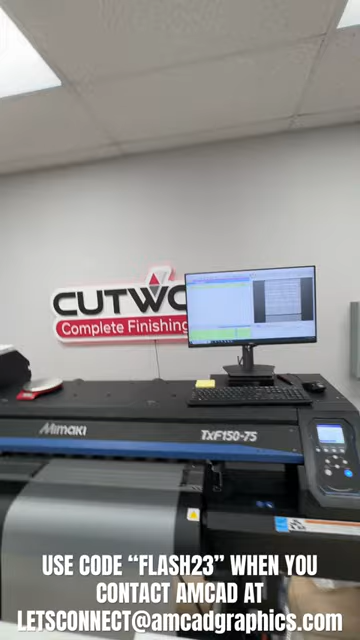 CUTWO
Complete Finishing
Mimaki
TxF150-75
USE CODE “FLASH23” WHEN YOU
CONTACT AMCAD AT
LETSCONNECT@amcadgraphics.com